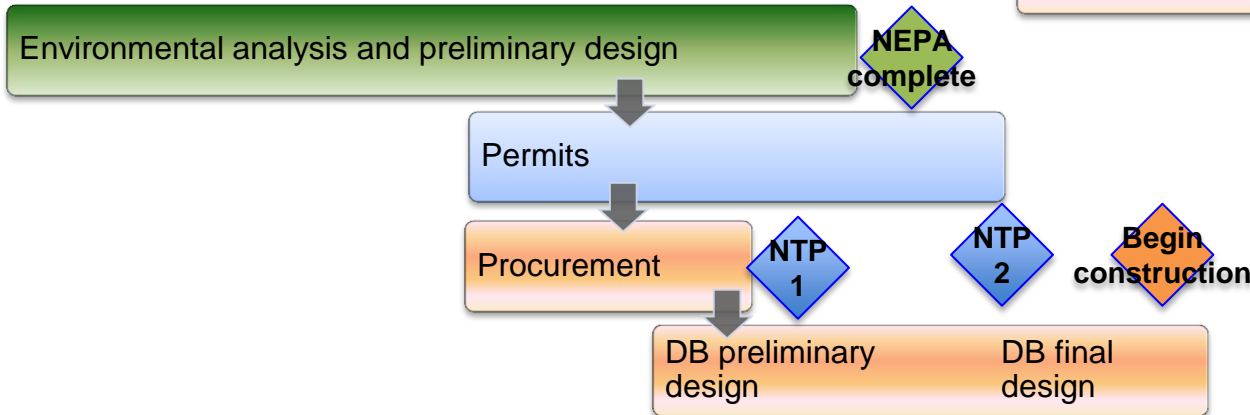 Environmental analysis and preliminary design
NEPA
complete
Permits
Procurement
NTP
1
NTP
2
Begin
construction
DB preliminary
design
DB final
design